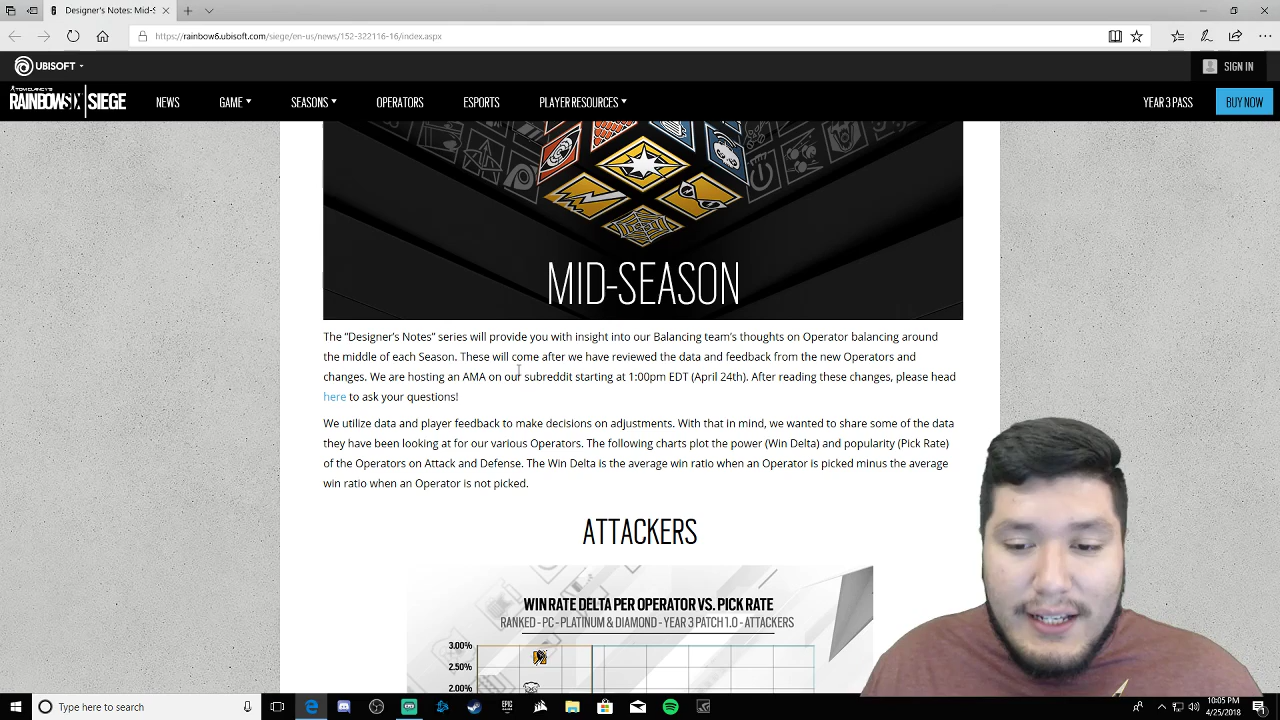 Designer's Notes: Mid-S
https://rainbow6.ubisoft.com/siege/en-us/news/152-322116-16/index.aspx
UBISOFT
SIGN IN
TOM CLANCY'S
RAINBOW SIX | SIEGE
NEWS
GAME
SEASONS
OPERATORS
ESPORTS
PLAYER RESOURCES
YEAR 3 PASS
BUY NOW
MID-SEASON
The "Designer's Notes" series will provide you with insight into our Balancing team's thoughts on Operator balancing around
the middle of each Season. These will come after we have reviewed the data and feedback from the new Operators and
changes. We are hosting an AMA on our subreddit starting at 1:00pm EDT (April 24th). After reading these changes, please head
here to ask your questions!
We utilize data and player feedback to make decisions on adjustments. With that in mind, we wanted to share some of the data
they have been looking at for our various Operators. The following charts plot the power (Win Delta) and popularity (Pick Rate)
of the Operators on Attack and Defense. The Win Delta is the average win ratio when an Operator is picked minus the average
win ratio when an Operator is not picked.
ATTACKERS
WIN RATE DELTA PER OPERATOR VS. PICK RATE
RANKED - PC - PLATINUM & DIAMOND - YEAR 3 PATCH 1.0 - ATTACKERS
3.00%
2.50%
2.00%
Type here to search
EPIC
10:05 PM
4/25/2018